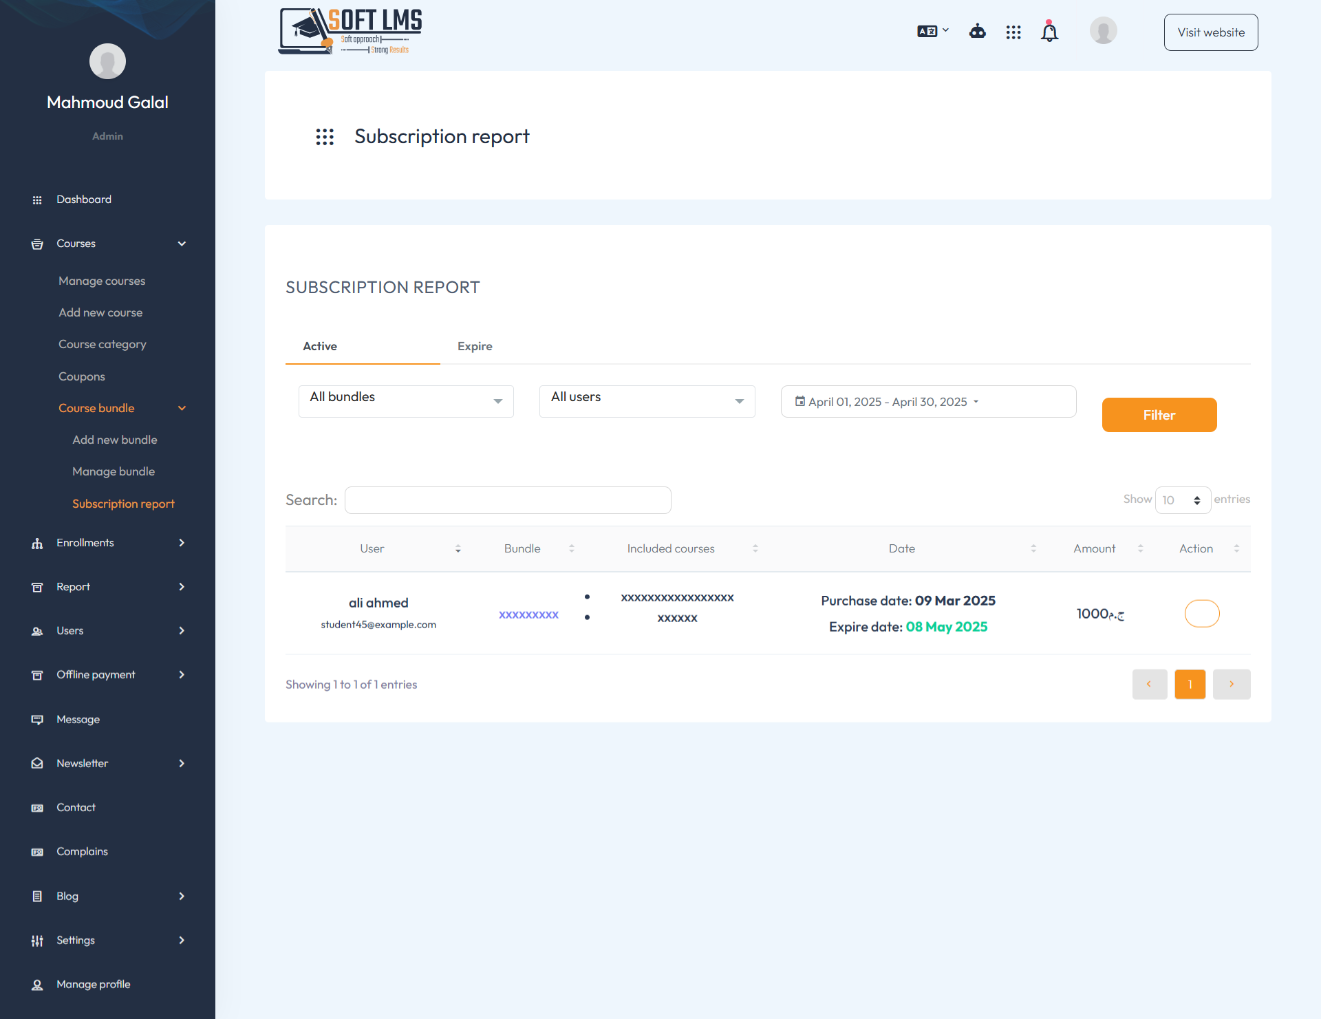 Mahmoud Galal
Admin
Dashboard
Courses
Manage courses
Add new course
Course category
Coupons
Course bundle
Add new bundle
Manage bundle
Subscription report
Enrollments
Report
Users
Offline payment
Message
Newsletter
Contact
Complains
Blog
Settings
Manage profile
SOFT LMS
Soft approach
Strong Results
Visit website
Subscription report
SUBSCRIPTION REPORT
Active Expire
All bundles All users April 01, 2025 - April 30, 2025 Filter
Search: Show 10 entries
User Bundle Included courses Date Amount Action
ali ahmed
student45@example.com
xxxxxxxxx
• xxxxxxxxxxxxxxxxx
• xxxxxx
Purchase date: 09 Mar 2025
Expire date: 08 May 2025
1000ج.م
Showing 1 to 1 of 1 entries
‹ 1 ›